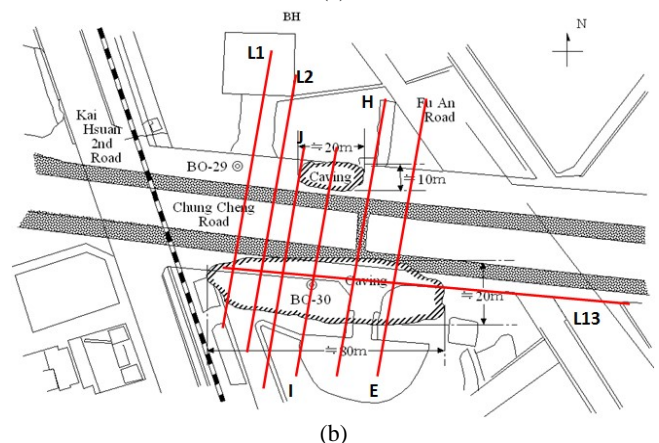 BH
N
L1
L2
H
Fu An
Road
Kai
Hsuan
2nd
Road
J
≒20m
BO-29
Caving
≒10m
Chung Cheng
Road
Caving
BO-30
≒20m
L13
≒80m
I
E
(b)